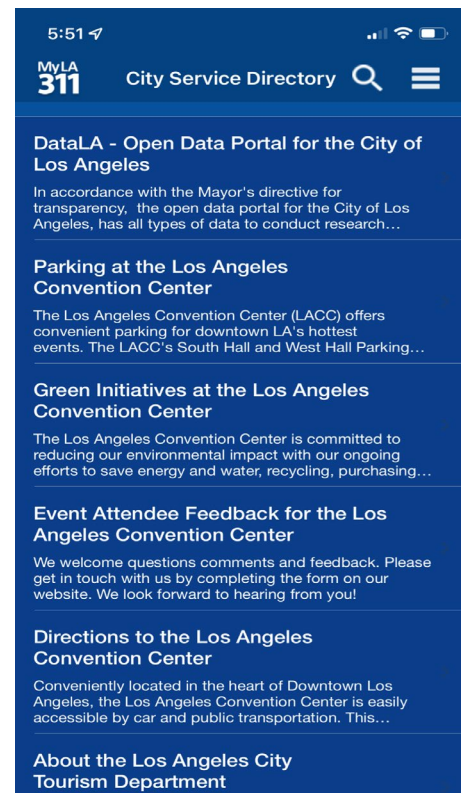 5:51
MyLA
311
City Service Directory
DataLA - Open Data Portal for the City of
Los Angeles
In accordance with the Mayor's directive for
transparency,  the open data portal for the City of Los
Angeles, has all types of data to conduct research…
Parking at the Los Angeles
Convention Center
The Los Angeles Convention Center (LACC) offers
convenient parking for downtown LA's hottest
events. The LACC's South Hall and West Hall Parking…
Green Initiatives at the Los Angeles
Convention Center
The Los Angeles Convention Center is committed to
reducing our environmental impact with our ongoing
efforts to save energy and water, recycling, purchasing…
Event Attendee Feedback for the Los
Angeles Convention Center
We welcome questions comments and feedback. Please
get in touch with us by completing the form on our
website. We look forward to hearing from you!
Directions to the Los Angeles
Convention Center
Conveniently located in the heart of Downtown Los
Angeles, the Los Angeles Convention Center is easily
accessible by car and public transportation. This…
About the Los Angeles City
Tourism Department